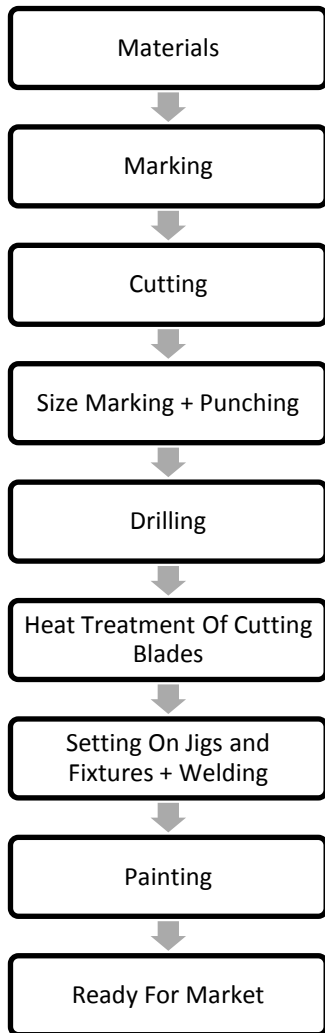 Materials
Marking
Cutting
Size Marking + Punching
Drilling
Heat Treatment Of Cutting
Blades
Setting On Jigs and
Fixtures + Welding
Painting
Ready For Market